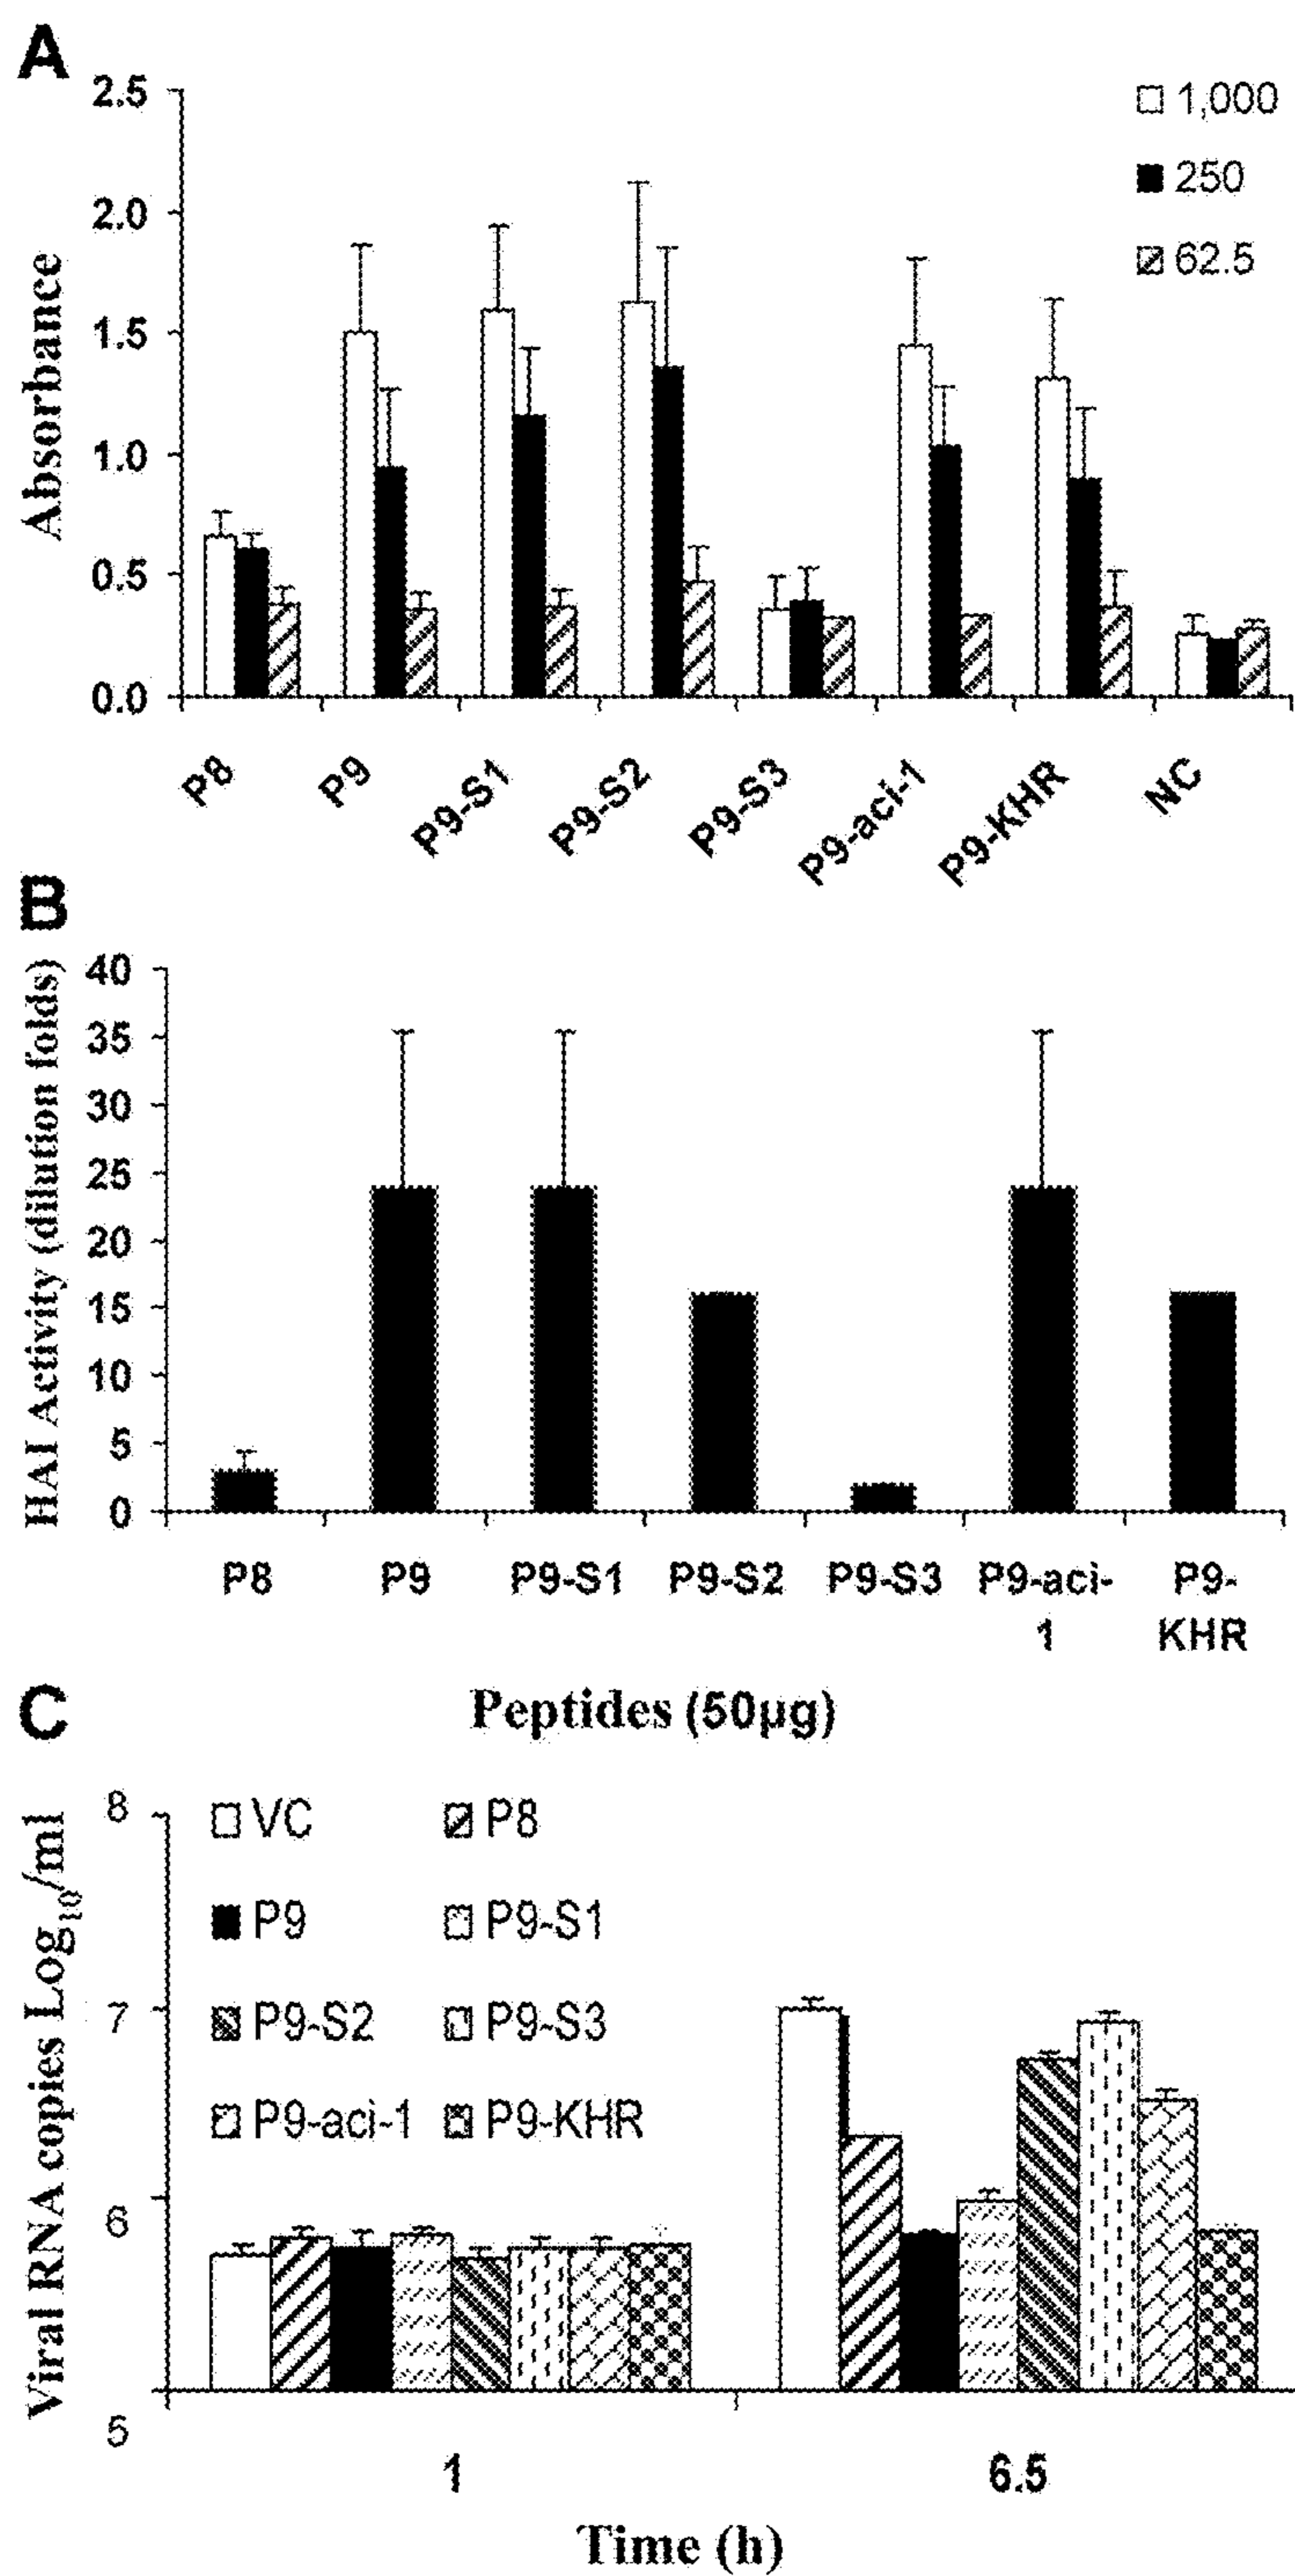 A
2.5
2.0
1.5
1.0
0.5
0.0
Absorbance
1,000
250
62.5
P8
P9
P9-S1
P9-S2
P9-S3
P9-aci-1
P9-KHR
NC
B
40
35
30
25
20
15
10
5
0
HAI Activity (dilution folds)
P8
P9
P9-S1
P9-S2
P9-S3
P9-aci-
1
P9-
KHR
Peptides (50µg)
C
8
7
6
5
Viral RNA copies Log10/ml
VC
P8
P9
P9-S1
P9-S2
P9-S3
P9-aci-1
P9-KHR
1
6.5
Time (h)